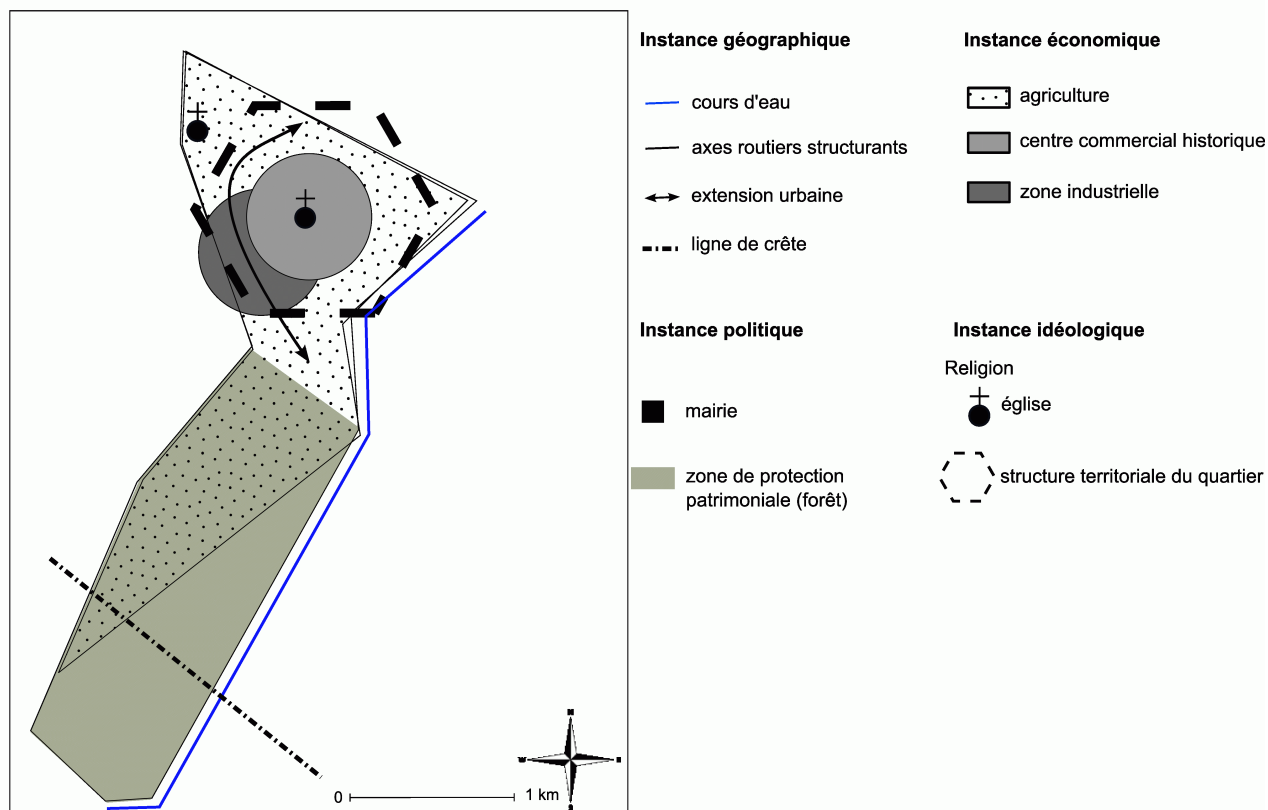 Instance géographique
cours d'eau
axes routiers structurants
extension urbaine
ligne de crête
Instance économique
agriculture
centre commercial historique
zone industrielle
Instance politique
mairie
zone de protection
patrimoniale (forêt)
Instance idéologique
Religion
église
structure territoriale du quartier
N
0
1 km